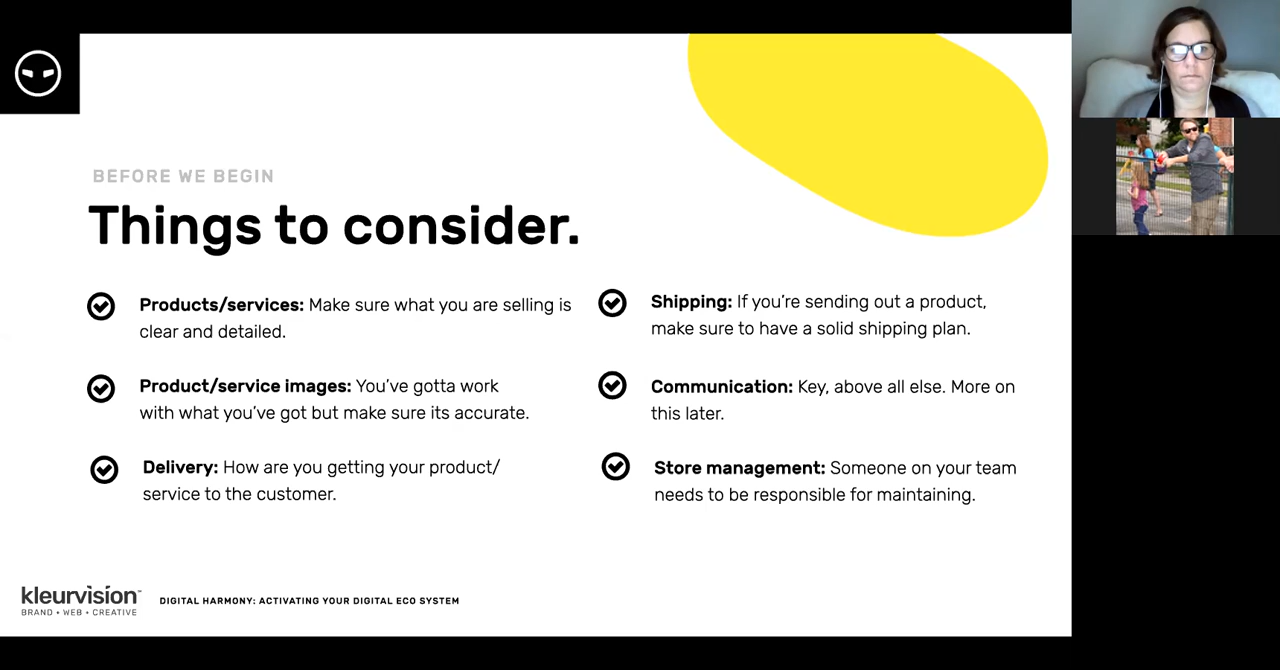 BEFORE WE BEGIN
Things to consider.
Products/services: Make sure what you are selling is
clear and detailed.
Product/service images: You've gotta work
with what you've got but make sure its accurate.
Delivery: How are you getting your product/
service to the customer.
Shipping: If you're sending out a product,
make sure to have a solid shipping plan.
Communication: Key, above all else. More on
this later.
Store management: Someone on your team
needs to be responsible for maintaining.
kleurvision™
BRAND • WEB • CREATIVE
DIGITAL HARMONY: ACTIVATING YOUR DIGITAL ECO SYSTEM